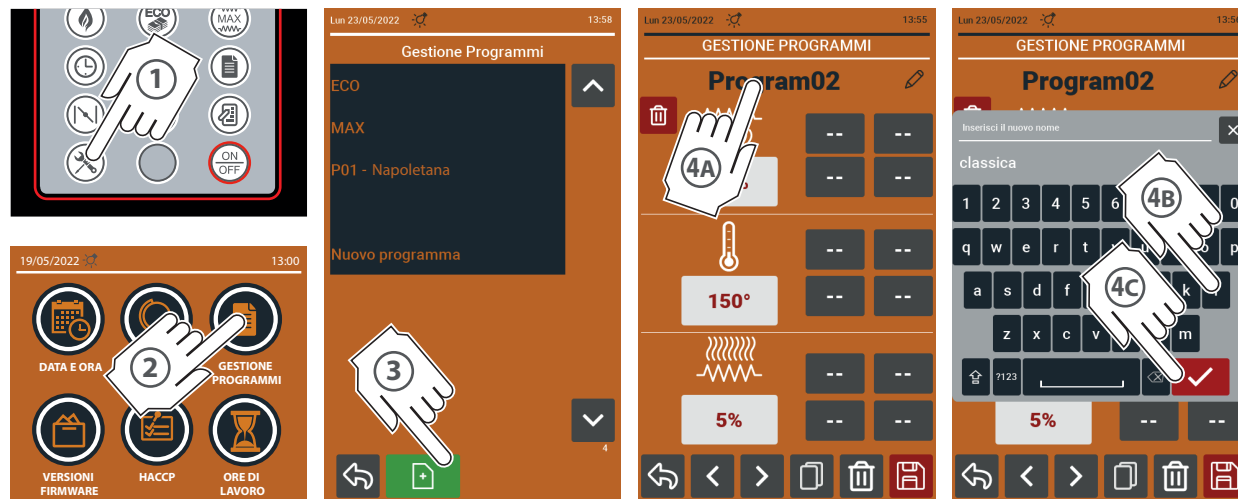 ECO
MAX
1
ON
OFF
19/05/2022
13:00
DATA E ORA
2
GESTIONE
PROGRAMMI
VERSIONI
FIRMWARE
HACCP
ORE DI
LAVORO
Lun 23/05/2022
13:58
Gestione Programmi
ECO
MAX
P01 - Napoletana
Nuovo programma
3
4
Lun 23/05/2022
13:55
GESTIONE PROGRAMMI
Program02
-- --
4A
-- --
-- --
150° -- --
-- --
5% -- --
Lun 23/05/2022
13:56
GESTIONE PROGRAMMI
Program02
Inserisci il nuovo nome
classica
4B
1 2 3 4 5 6 0
q w e r t o p
4C
a s d f k l
z x c v m
?123
5% -- --